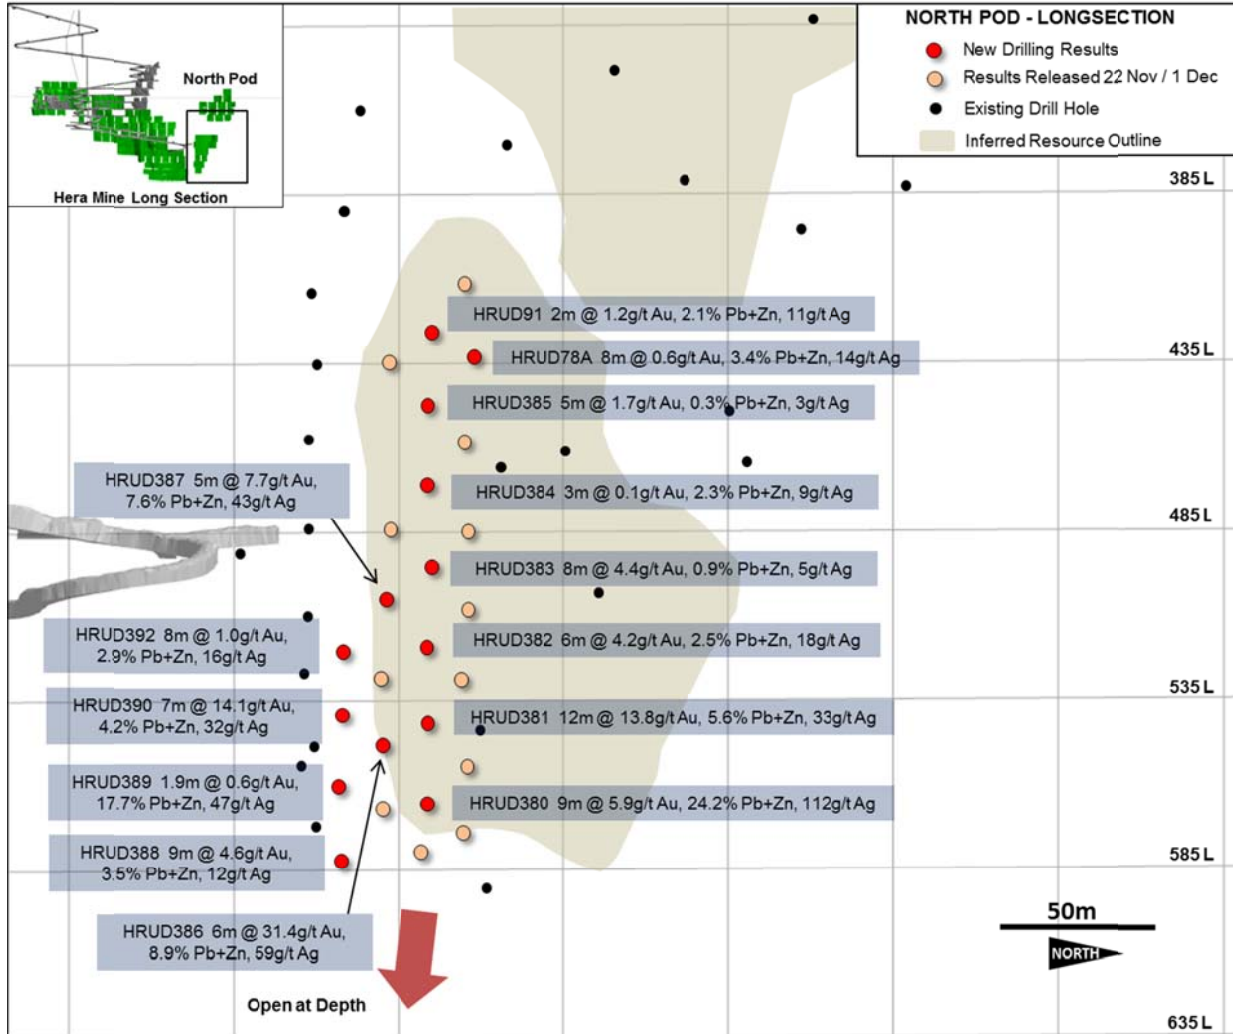 North Pod
Hera Mine Long Section
NORTH POD - LONGSECTION
New Drilling Results
Results Released 22 Nov / 1 Dec
Existing Drill Hole
Inferred Resource Outline
385 L
HRUD91 2m @ 1.2g/t Au, 2.1% Pb+Zn, 11g/t Ag
HRUD78A 8m @ 0.6g/t Au, 3.4% Pb+Zn, 14g/t Ag
435 L
HRUD385 5m @ 1.7g/t Au, 0.3% Pb+Zn, 3g/t Ag
HRUD387 5m @ 7.7g/t Au,
7.6% Pb+Zn, 43g/t Ag
HRUD384 3m @ 0.1g/t Au, 2.3% Pb+Zn, 9g/t Ag
485 L
HRUD383 8m @ 4.4g/t Au, 0.9% Pb+Zn, 5g/t Ag
HRUD392 8m @ 1.0g/t Au,
2.9% Pb+Zn, 16g/t Ag
HRUD382 6m @ 4.2g/t Au, 2.5% Pb+Zn, 18g/t Ag
535 L
HRUD390 7m @ 14.1g/t Au,
4.2% Pb+Zn, 32g/t Ag
HRUD381 12m @ 13.8g/t Au, 5.6% Pb+Zn, 33g/t Ag
HRUD389 1.9m @ 0.6g/t Au,
17.7% Pb+Zn, 47g/t Ag
HRUD380 9m @ 5.9g/t Au, 24.2% Pb+Zn, 112g/t Ag
HRUD388 9m @ 4.6g/t Au,
3.5% Pb+Zn, 12g/t Ag
585 L
HRUD386 6m @ 31.4g/t Au,
8.9% Pb+Zn, 59g/t Ag
50m
NORTH
Open at Depth
635 L